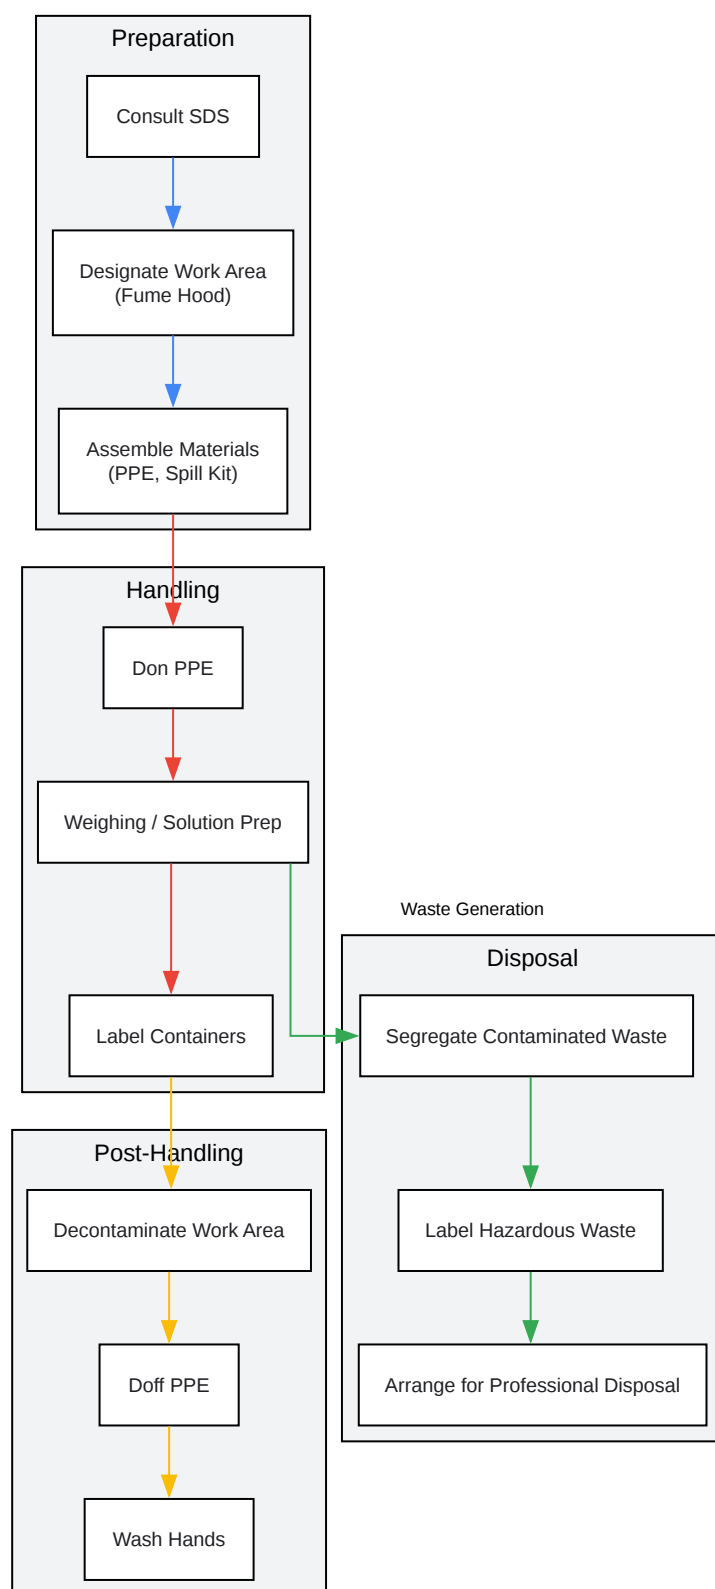 Preparation
Consult SDS
Designate Work Area
(Fume Hood)
Assemble Materials
(PPE, Spill Kit)
Handling
Don PPE
Weighing / Solution Prep
Label Containers
Waste Generation
Disposal
Segregate Contaminated Waste
Label Hazardous Waste
Arrange for Professional Disposal
Post-Handling
Decontaminate Work Area
Doff PPE
Wash Hands